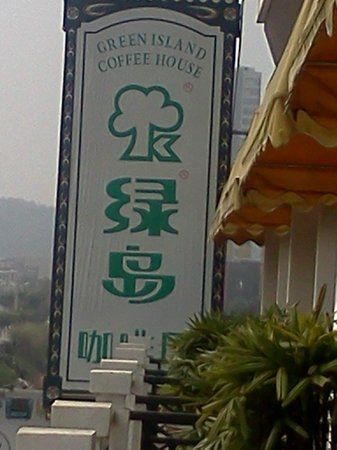 GREEN ISLAND
COFFEE HOUSE
®
K
®
绿
岛
咖